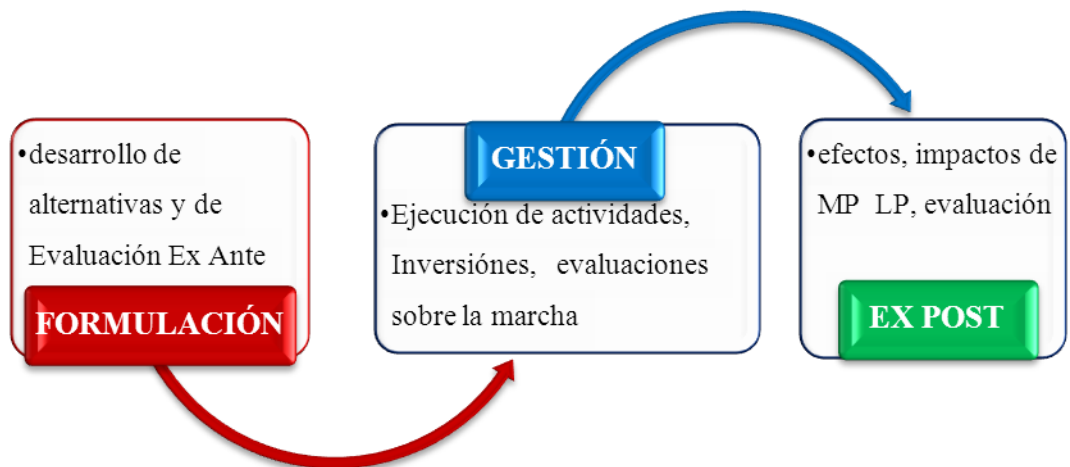 •desarrollo de
alternativas y de
Evaluación Ex Ante
FORMULACIÓN
GESTIÓN
•Ejecución de actividades,
Inversiónes, evaluaciones
sobre la marcha
•efectos, impactos de
MP LP, evaluación
EX POST